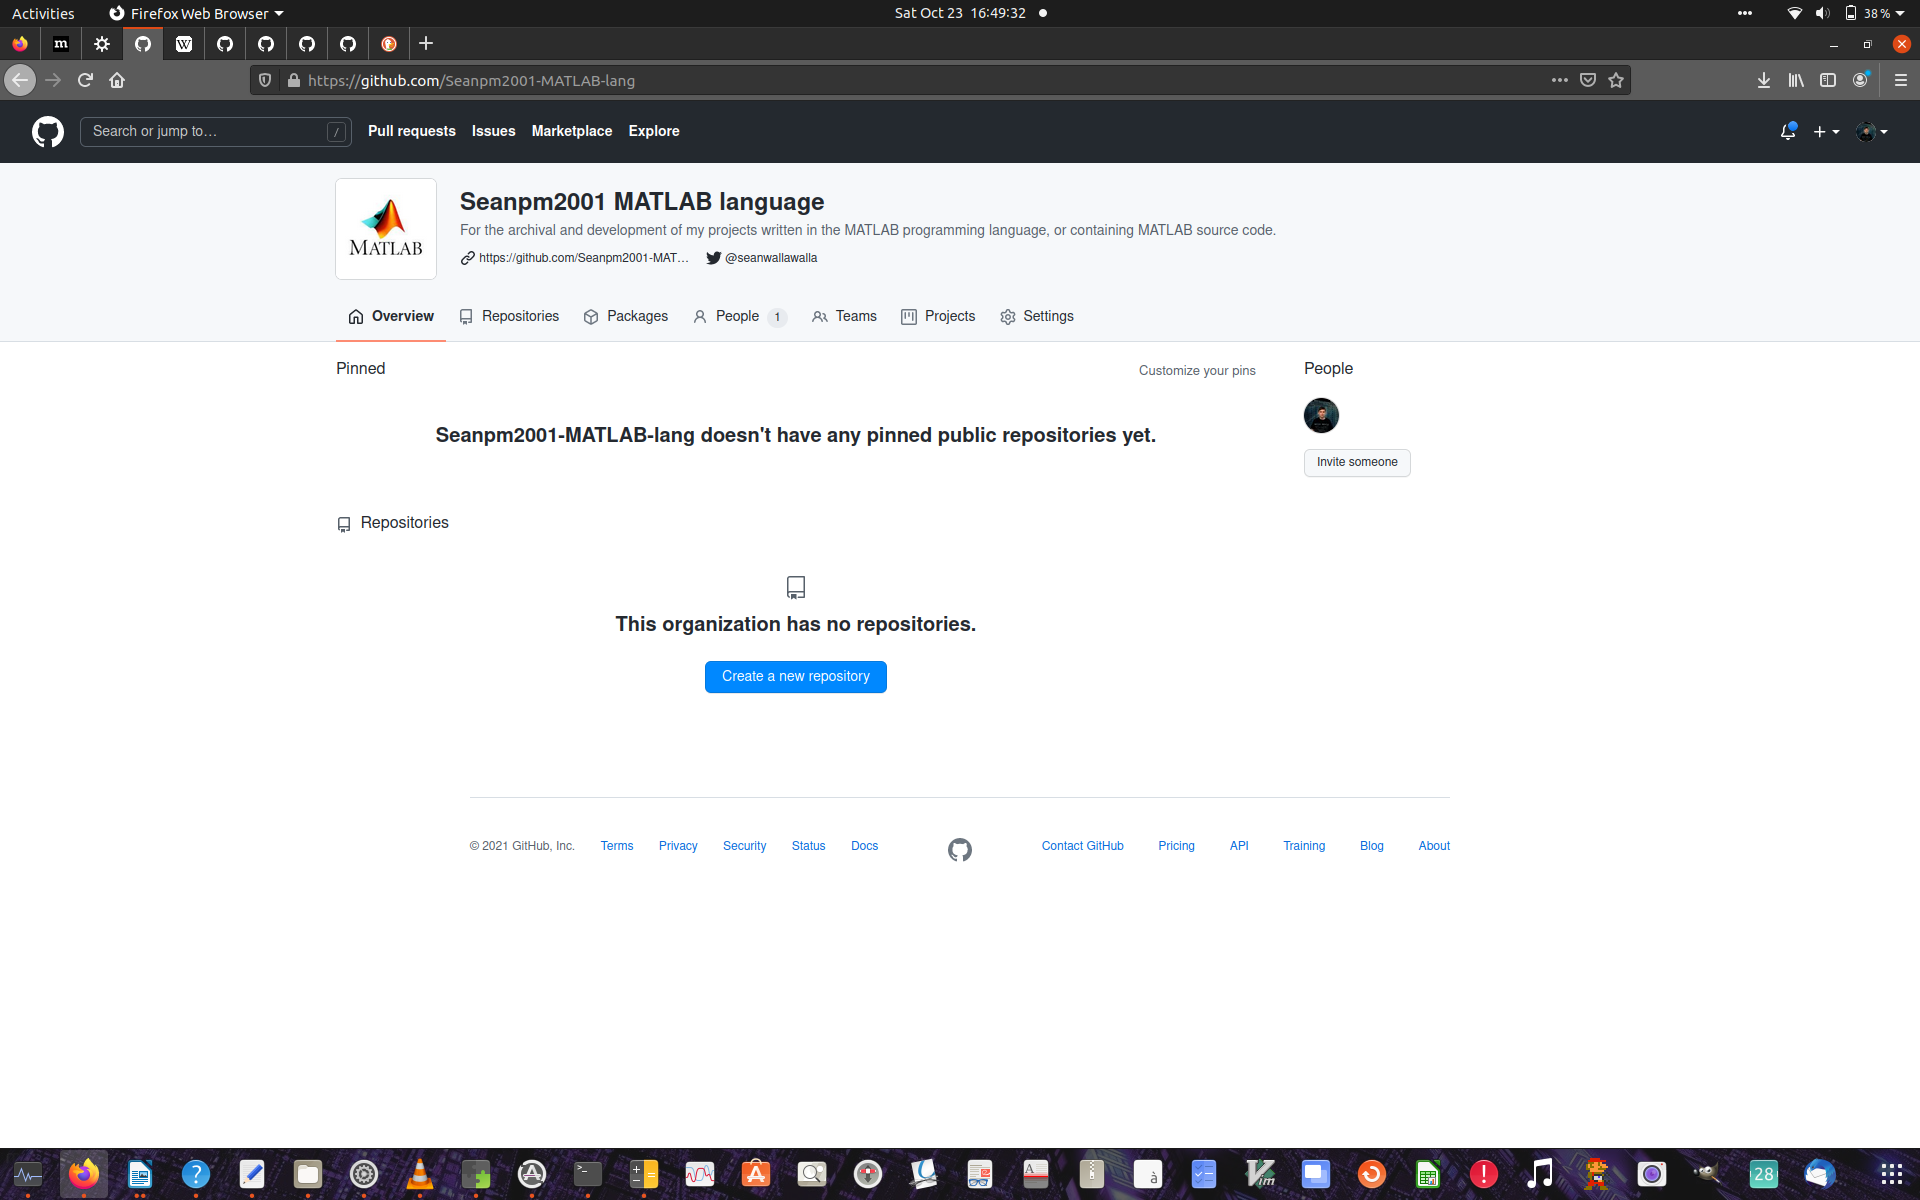 Activities
Firefox Web Browser
Sat Oct 23 16:49:32
38 %
m
W
https://github.com/Seanpm2001-MATLAB-lang
Search or jump to…
/
Pull requests
Issues
Marketplace
Explore
MATLAB
Seanpm2001 MATLAB language
For the archival and development of my projects written in the MATLAB programming language, or containing MATLAB source code.
https://github.com/Seanpm2001-MAT…
@seanwallawalla
Overview
Repositories
Packages
People 1
Teams
Projects
Settings
Pinned
Customize your pins
People
Seanpm2001-MATLAB-lang doesn't have any pinned public repositories yet.
Invite someone
Repositories
This organization has no repositories.
Create a new repository
© 2021 GitHub, Inc.
Terms
Privacy
Security
Status
Docs
Contact GitHub
Pricing
API
Training
Blog
About
?
>_
A
à
Vim
!
28